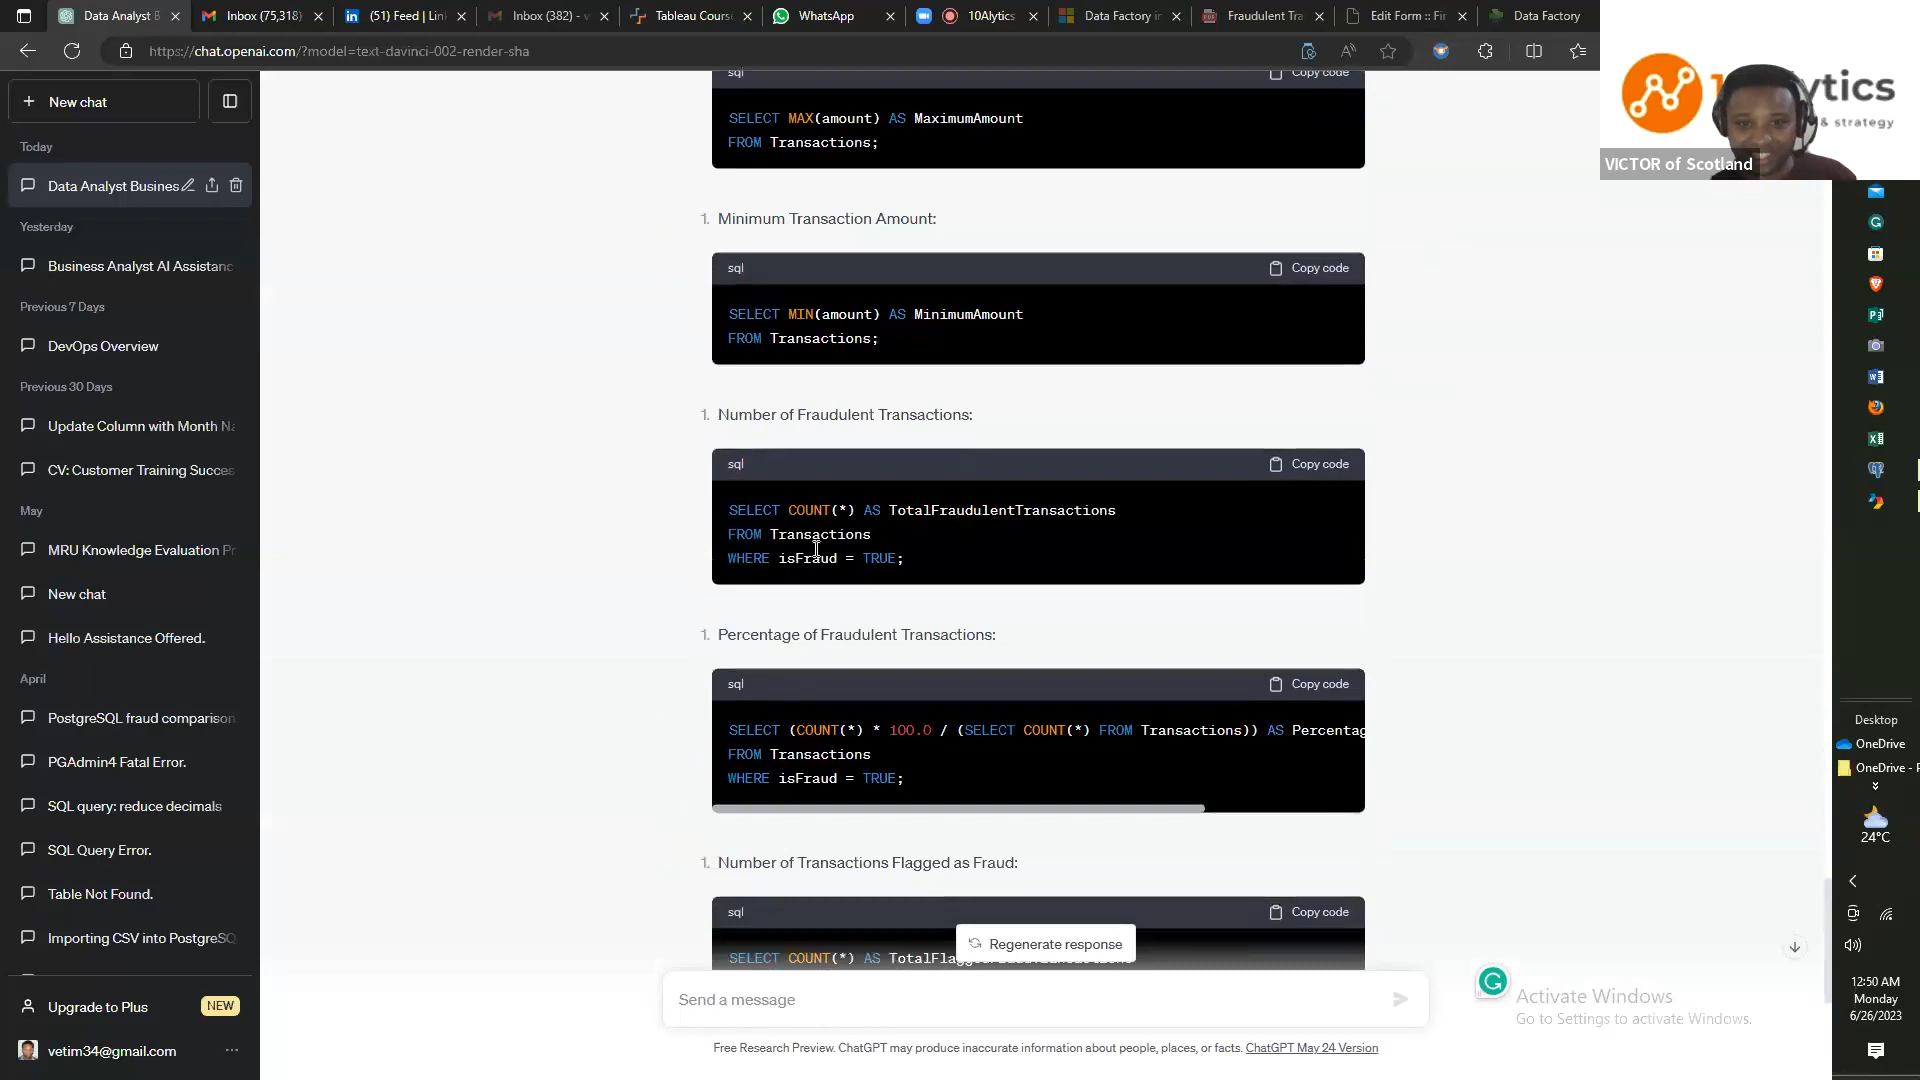 Data Analyst B
Inbox (75,318)
(51) Feed | Lin
Inbox (382) - v
Tableau Cours
WhatsApp
10Alytics
Data Factory i
Fraudulent Tra
Edit Form :: Fi
Data Factory
https://chat.openai.com/?model=text-davinci-002-render-sha
New chat
Today
Data Analyst Busines
Yesterday
Business Analyst AI Assistanc
Previous 7 Days
DevOps Overview
Previous 30 Days
Update Column with Month Na
CV: Customer Training Succes
May
MRU Knowledge Evaluation Pr
New chat
Hello Assistance Offered.
April
PostgreSQL fraud comparison
PGAdmin4 Fatal Error.
SQL query: reduce decimals
SQL Query Error.
Table Not Found.
Importing CSV into PostgreSQ
Upgrade to Plus
NEW
vetim34@gmail.com
sql
Copy code
SELECT MAX(amount) AS MaximumAmount
FROM Transactions;
1. Minimum Transaction Amount:
sql
Copy code
SELECT MIN(amount) AS MinimumAmount
FROM Transactions;
1. Number of Fraudulent Transactions:
sql
Copy code
SELECT COUNT(*) AS TotalFraudulentTransactions
FROM Transactions
WHERE isFraud = TRUE;
1. Percentage of Fraudulent Transactions:
sql
Copy code
SELECT (COUNT(*) * 100.0 / (SELECT COUNT(*) FROM Transactions)) AS Percentag
FROM Transactions
WHERE isFraud = TRUE;
1. Number of Transactions Flagged as Fraud:
sql
Copy code
SELECT COUNT(*) AS
Regenerate response
Send a message
Free Research Preview. ChatGPT may produce inaccurate information about people, places, or facts. ChatGPT May 24 Version
Activate Windows
Go to Settings to activate Windows.
lytics
& strategy
VICTOR of Scotland
Desktop
OneDrive
OneDrive - P
24°C
12:50 AM
Monday
6/26/2023